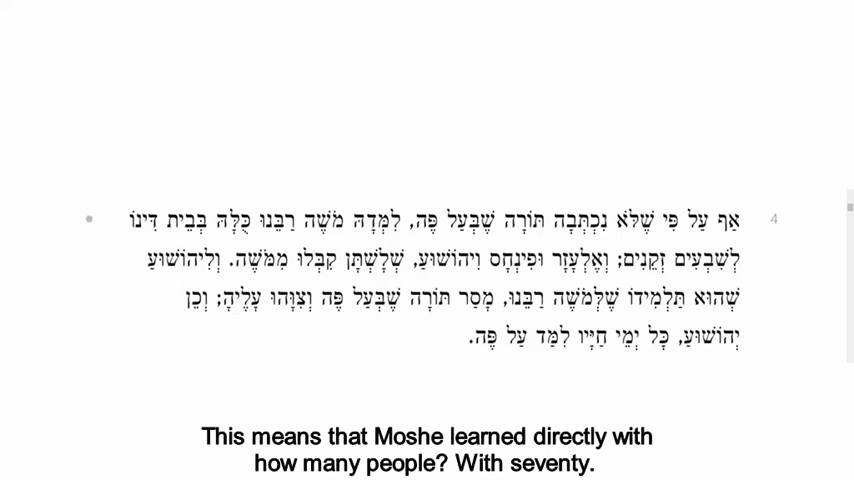 4
אַף עַל פִּי שֶׁלֹּא נִכְתְּבָה תּוֹרָה שֶׁבְּעַל פֶּה, לִמְּדָהּ מֹשֶׁה רַבֵּנוּ כֻּלָּהּ בְּבֵית דִּינוֹ
לְשִׁבְעִים זְקֵנִים; וְאֶלְעָזָר וּפִינְחָס וִיהוֹשׁוּעַ, שְׁלָשְׁתָּן קִבְּלוּ מִמֹּשֶׁה. וְלִיהוֹשׁוּעַ
שְׁהוּא תַּלְמִידוֹ שֶׁלְּמֹשֶׁה רַבֵּנוּ, מָסַר תּוֹרָה שֶׁבְּעַל פֶּה וְצִוָּהוּ עָלֶיהָ; וְכֵן
יְהוֹשׁוּעַ, כָּל יְמֵי חַיָּיו לִמַּד עַל פֶּה.
This means that Moshe learned directly with
how many people? With seventy.